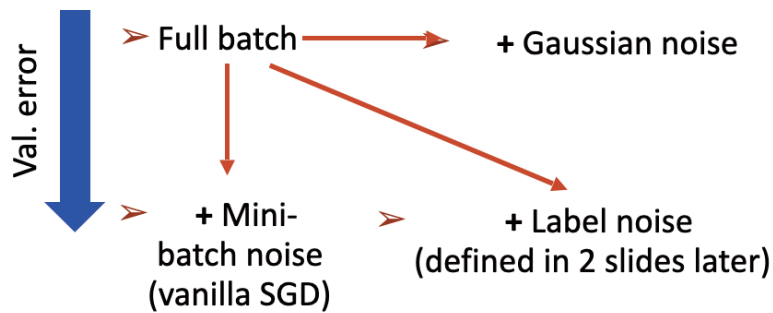 Val. error
Full batch
+ Gaussian noise
+ Mini-
batch noise
(vanilla SGD)
+ Label noise
(defined in 2 slides later)